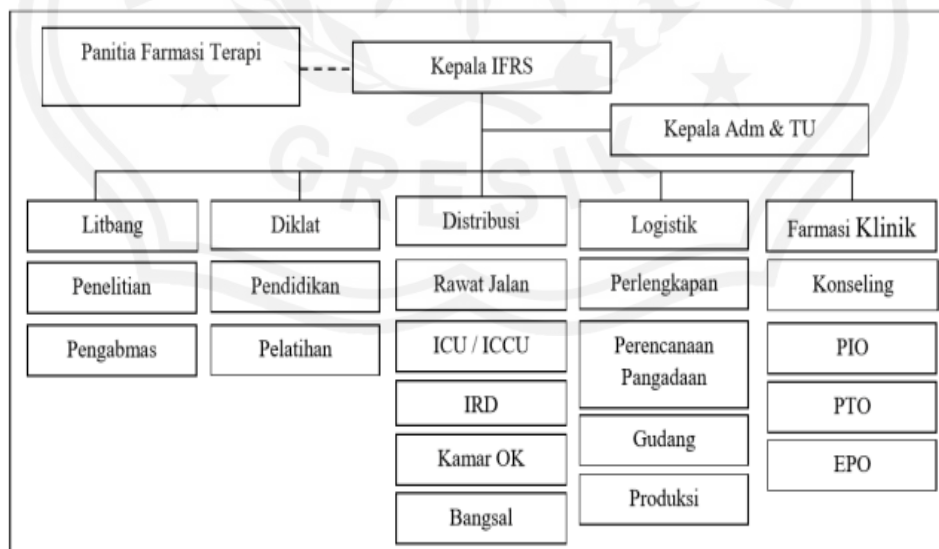 Panitia Farmasi Terapi
Kepala IFRS
Kepala Adm & TU
GRESIK
Litbang
Diklat
Distribusi
Logistik
Farmasi Klinik
Penelitian
Pendidikan
Rawat Jalan
Perlengkapan
Konseling
Pengabmas
Pelatihan
ICU / ICCU
Perencanaan
Pangadaan
PIO
IRD
PTO
Kamar OK
Gudang
EPO
Bangsal
Produksi